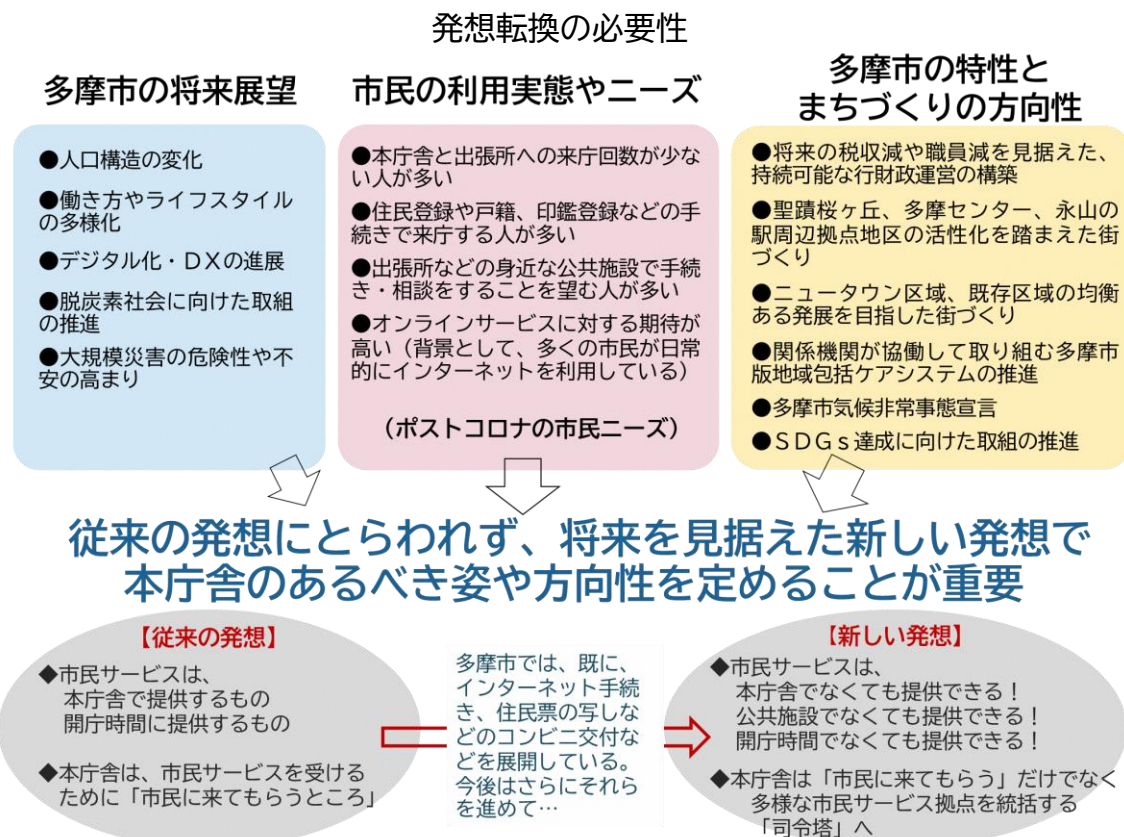 発想転換の必要性
多摩市の将来展望
●人口構造の変化
●働き方やライフスタイル
の多様化
●デジタル化・ＤＸの進展
●脱炭素社会に向けた取組
の推進
●大規模災害の危険性や不
安の高まり
市民の利用実態やニーズ
●本庁舎と出張所への来庁回数が少な
い人が多い
●住民登録や戸籍、印鑑登録などの手
続きで来庁する人が多い
●出張所などの身近な公共施設で手続
き・相談をすることを望む人が多い
●オンラインサービスに対する期待が
高い（背景として、多くの市民が日常
的にインターネットを利用している）
（ポストコロナの市民ニーズ）
多摩市の特性と
まちづくりの方向性
●将来の税収減や職員減を見据えた、
持続可能な行財政運営の構築
●聖蹟桜ヶ丘、多摩センター、永山の
駅周辺拠点地区の活性化を踏まえた街
づくり
●ニュータウン区域、既存区域の均衡
ある発展を目指した街づくり
●関係機関が協働して取り組む多摩市
版地域包括ケアシステムの推進
●多摩市気候非常事態宣言
●ＳＤＧｓ達成に向けた取組の推進
従来の発想にとらわれず、将来を見据えた新しい発想で
本庁舎のあるべき姿や方向性を定めることが重要
【従来の発想】
◆市民サービスは、
本庁舎で提供するもの
開庁時間に提供するもの
◆本庁舎は、市民サービスを受ける
ために「市民に来てもらうところ」
多摩市では、既に、
インターネット手続
き、住民票の写しな
どのコンビニ交付な
どを展開している。
今後はさらにそれら
を進めて…
【新しい発想】
◆市民サービスは、
本庁舎でなくても提供できる！
公共施設でなくても提供できる！
開庁時間でなくても提供できる！
◆本庁舎は「市民に来てもらう」だけでなく
多様な市民サービス拠点を統括する
「司令塔」へ